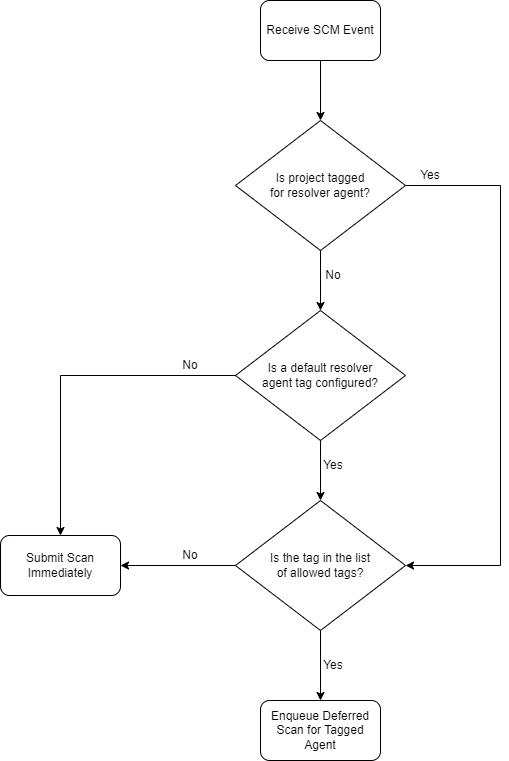 Receive SCM Event
Is project tagged
for resolver agent?
Yes
No
Is a default resolver
agent tag configured?
No
Yes
Is the tag in the list
of allowed tags?
No
Submit Scan
Immediately
Yes
Enqueue Deferred
Scan for Tagged
Agent